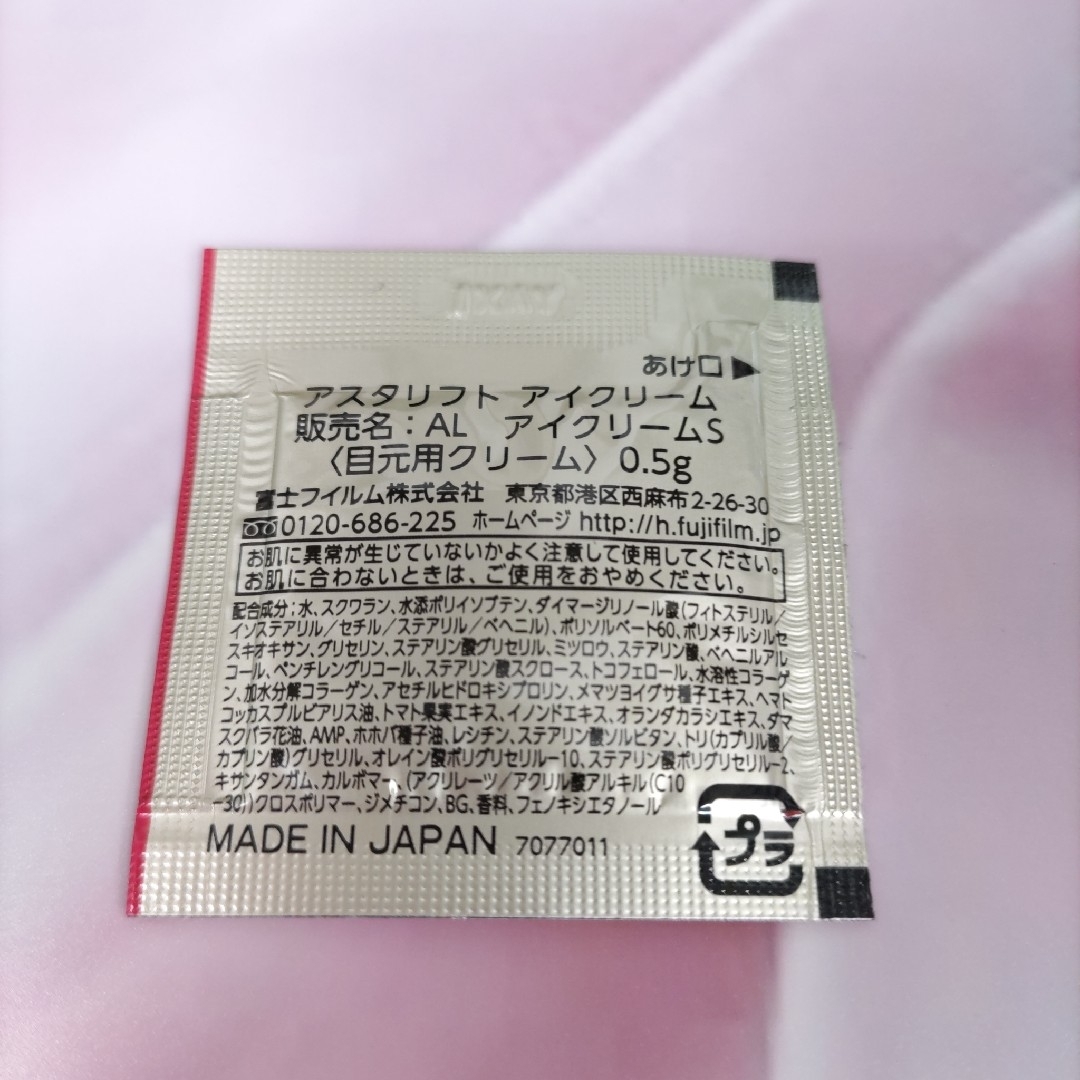 あけ口▶
アスタリフト アイクリーム
販売名：AL アイクリームS
〈目元用クリーム〉 0.5g
富士フイルム株式会社 東京都港区西麻布2-26-30
0120-686-225 ホームページ http://h.fujifilm.jp
お肌に異常が生じていないかよく注意して使用してください。
お肌に合わないときは、ご使用をおやめください。
配合成分：水、スクワラン、水添ポリイソブテン、ダイマージリノール酸(フィトステリル/
イソステアリル/セチル/ステアリル/ベヘニル)、ポリソルベート60、ポリメチルシルセ
スキオキサン、グリセリン、ステアリン酸グリセリル、ミツロウ、ステアリン酸、ベヘニルアル
コール、ペンチレングリコール、ステアリン酸スクロース、トコフェロール、水溶性コラーゲ
ン、加水分解コラーゲン、アセチルヒドロキシプロリン、メマツヨイグサ種子エキス、ヘマト
コッカスプルビアリス油、トマト果実エキス、イノンドエキス、オランダカラシエキス、ダマ
スクバラ花油、AMP、ホホバ種子油、レシチン、ステアリン酸ソルビタン、トリ(カプリル酸/
カプリン酸)グリセリル、オレイン酸ポリグリセリル-10、ステアリン酸ポリグリセリル-2、
キサンタンガム、カルボマー、(アクリレーツ/アクリル酸アルキル(C10
-30))クロスポリマー、ジメチコン、BG、香料、フェノキシエタノール
MADE IN JAPAN 7077011
プラ